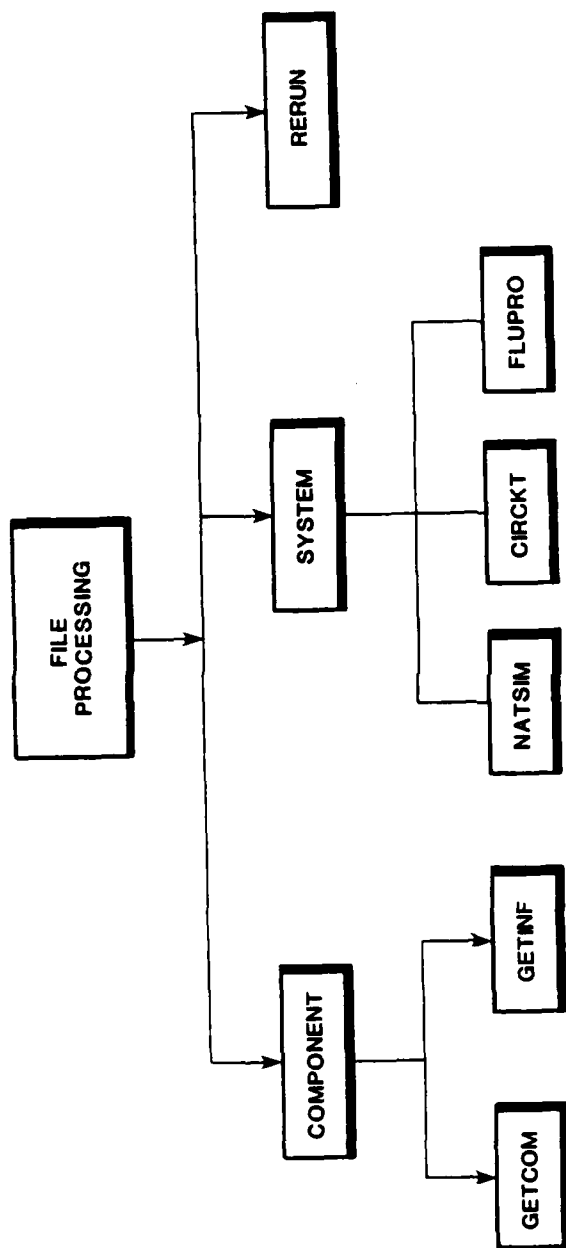 FILE
PROCESSING
COMPONENT
SYSTEM
RERUN
GETCOM
GETINF
NATSIM
CIRCKT
FLUPRO